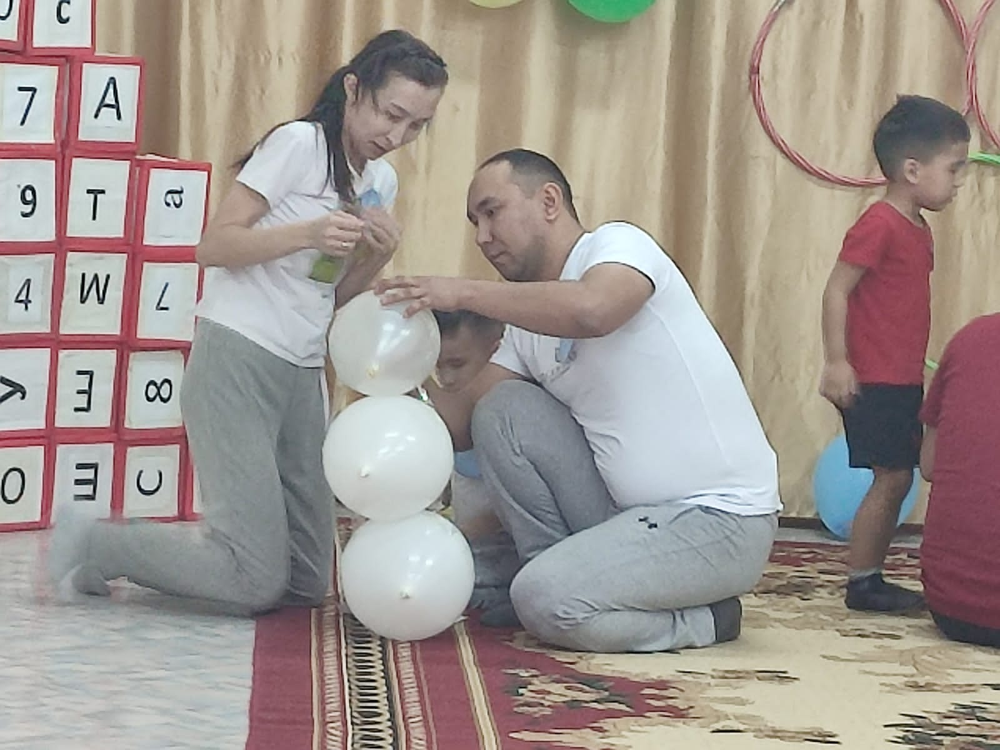 с
7 А
9 Т а
4 М 7
У Е 8
О Ш С